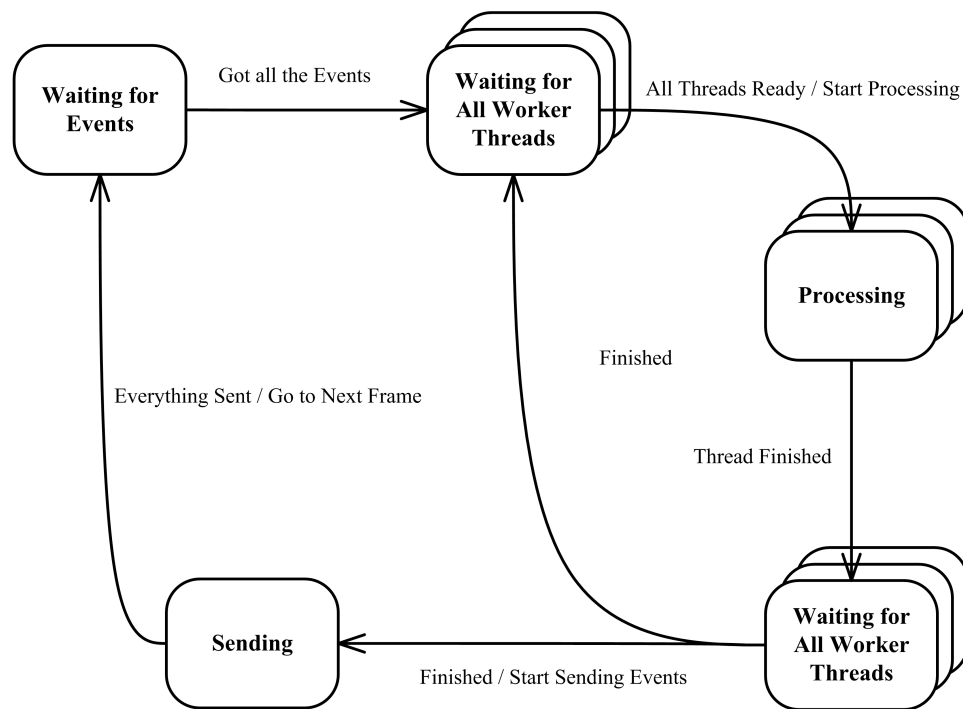 Waiting for
Events
Got all the Events
Waiting for
All Worker
Threads
All Threads Ready / Start Processing
Processing
Finished
Everything Sent / Go to Next Frame
Thread Finished
Sending
Finished / Start Sending Events
Waiting for
All Worker
Threads